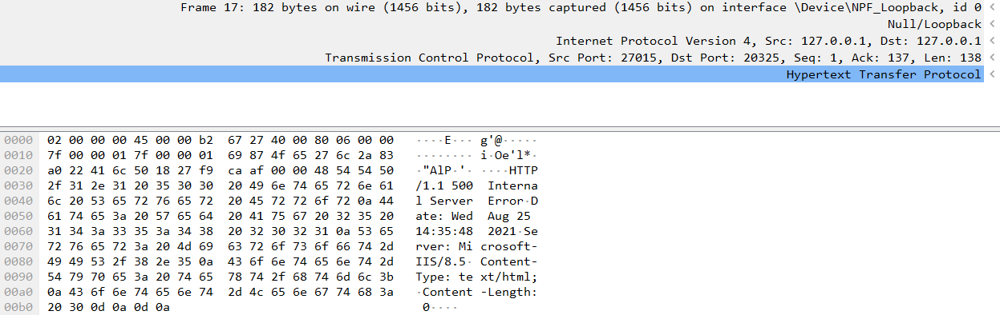 Frame 17: 182 bytes on wire (1456 bits), 182 bytes captured (1456 bits) on interface \Device\NPF_Loopback, id 0
Null/Loopback
Internet Protocol Version 4, Src: 127.0.0.1, Dst: 127.0.0.1
Transmission Control Protocol, Src Port: 27015, Dst Port: 20325, Seq: 1, Ack: 137, Len: 138
Hypertext Transfer Protocol
0000 02 00 00 00 45 00 00 b2 67 27 40 00 80 06 00 00 ····E··· g'@·····
0010 7f 00 00 01 7f 00 00 01 69 87 4f 65 27 6c 2a 83 ········ i·Oe'l*·
0020 a0 22 41 6c 50 18 27 f9 ca af 00 00 48 54 54 50 ·"AlP·'· ····HTTP
0030 2f 31 2e 31 20 35 30 30 20 49 6e 74 65 72 6e 61 /1.1 500 Interna
0040 6c 20 53 65 72 76 65 72 20 45 72 72 6f 72 0a 44 l Server Error·D
0050 61 74 65 3a 20 57 65 64 20 41 75 67 20 32 35 20 ate: Wed Aug 25
0060 31 34 3a 33 35 3a 34 38 20 32 30 32 31 0a 53 65 14:35:48 2021·Se
0070 72 76 65 72 3a 20 4d 69 63 72 6f 73 6f 66 74 2d rver: Mi crosoft-
0080 49 49 53 2f 38 2e 35 0a 43 6f 6e 74 65 6e 74 2d IIS/8.5· Content-
0090 54 79 70 65 3a 20 74 65 78 74 2f 68 74 6d 6c 3b Type: te xt/html;
00a0 0a 43 6f 6e 74 65 6e 74 2d 4c 65 6e 67 74 68 3a ·Content -Length:
00b0 20 30 0d 0a 0d 0a 0····